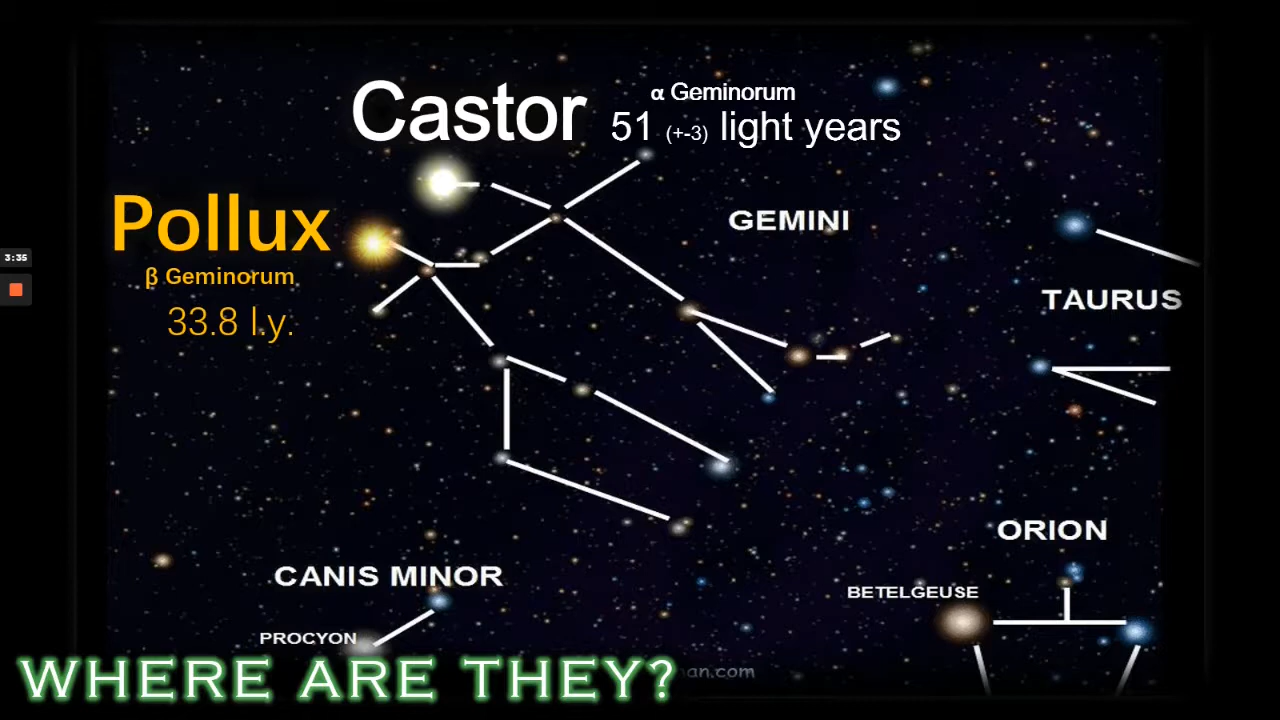 Castor
α Geminorum
51 (+-3) light years
Pollux
β Geminorum
33.8 l.y.
GEMINI
3:35
TAURUS
ORION
CANIS MINOR
BETELGEUSE
PROCYON
WHERE ARE THEY?
an.com